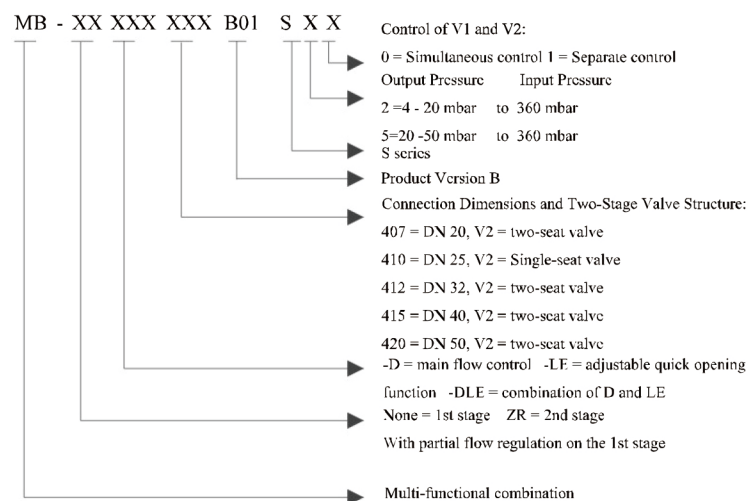 MB - XX XXX XXX B01 S X X
Control of V1 and V2:
0 = Simultaneous control 1 = Separate control
Output Pressure Input Pressure
2 =4 - 20 mbar to 360 mbar
5=20 -50 mbar to 360 mbar
S series
Product Version B
Connection Dimensions and Two-Stage Valve Structure:
407 = DN 20, V2 = two-seat valve
410 = DN 25, V2 = Single-seat valve
412 = DN 32, V2 = two-seat valve
415 = DN 40, V2 = two-seat valve
420 = DN 50, V2 = two-seat valve
-D = main flow control -LE = adjustable quick opening
function -DLE = combination of D and LE
None = 1st stage ZR = 2nd stage
With partial flow regulation on the 1st stage
Multi-functional combination